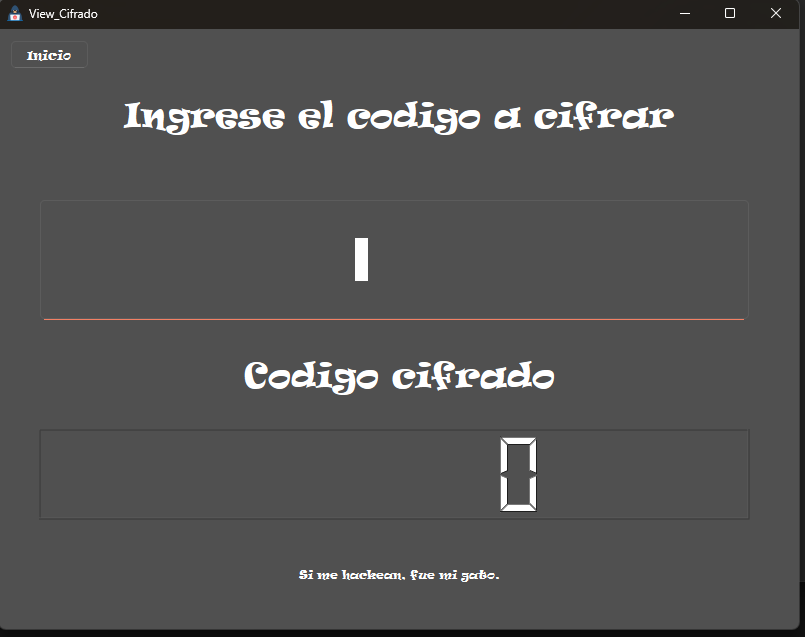 View_Cifrado
Inicio
Ingrese el codigo a cifrar
Codigo cifrado
0
Si me hackean, fue mi gato.